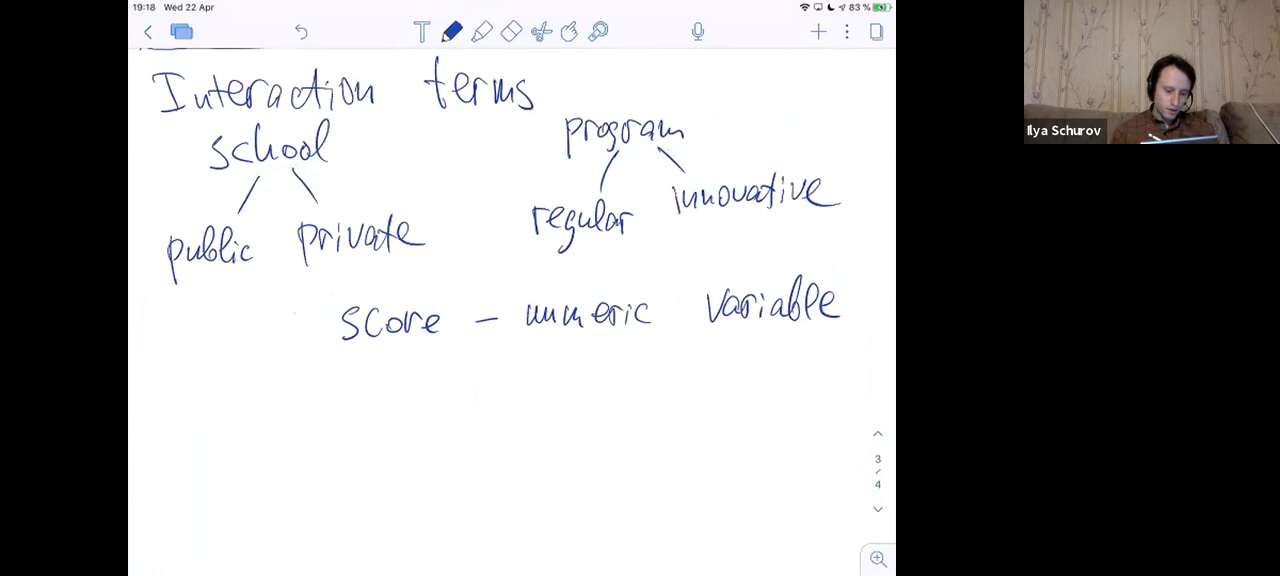 19:18 Wed 22 Apr
83 %
T
Interaction terms
school
program
public private
regular innovative
score – numeric variable
3
/
4
Ilya Schurov